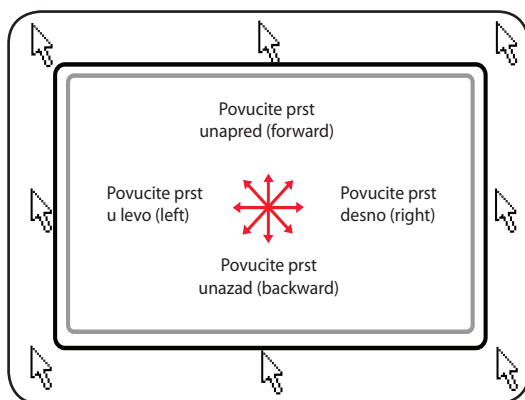 Povucite prst
unapred (forward)
Povucite prst
u levo (left)
Povucite prst
desno (right)
Povucite prst
unazad (backward)